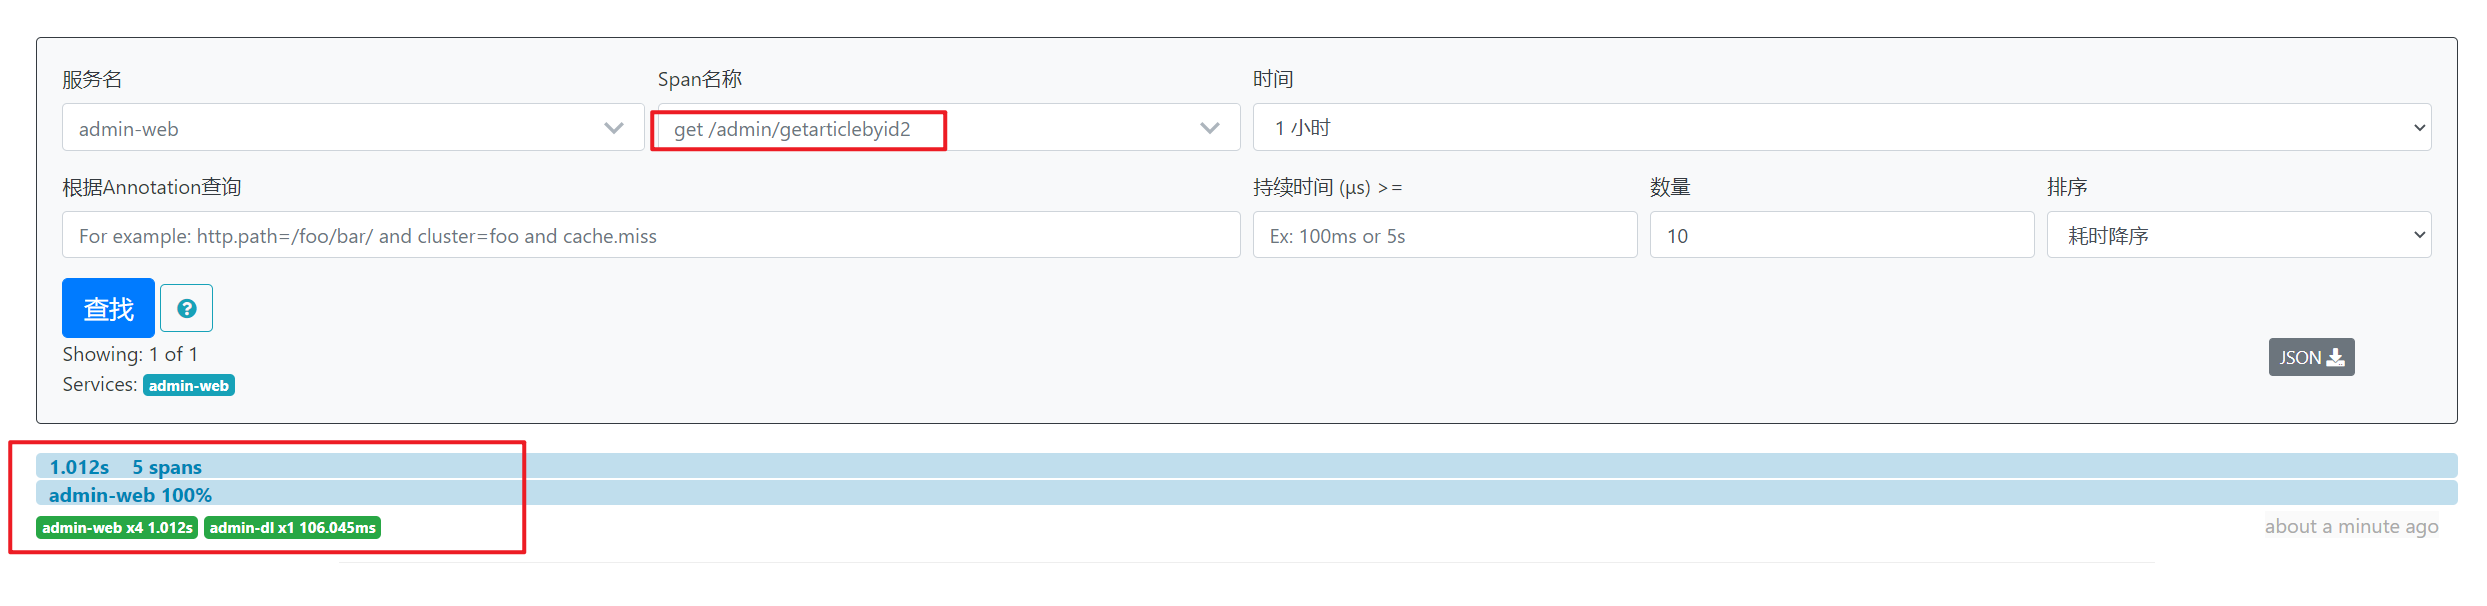 服务名
Span名称
时间
admin-web
get /admin/getarticlebyid2
1 小时
根据Annotation查询
持续时间 (μs) >=
数量
排序
For example: http.path=/foo/bar/ and cluster=foo and cache.miss
Ex: 100ms or 5s
10
耗时降序
查找
Showing: 1 of 1
JSON
Services: admin-web
1.012s 5 spans
admin-web 100%
admin-web x4 1.012s admin-dl x1 106.045ms
about a minute ago